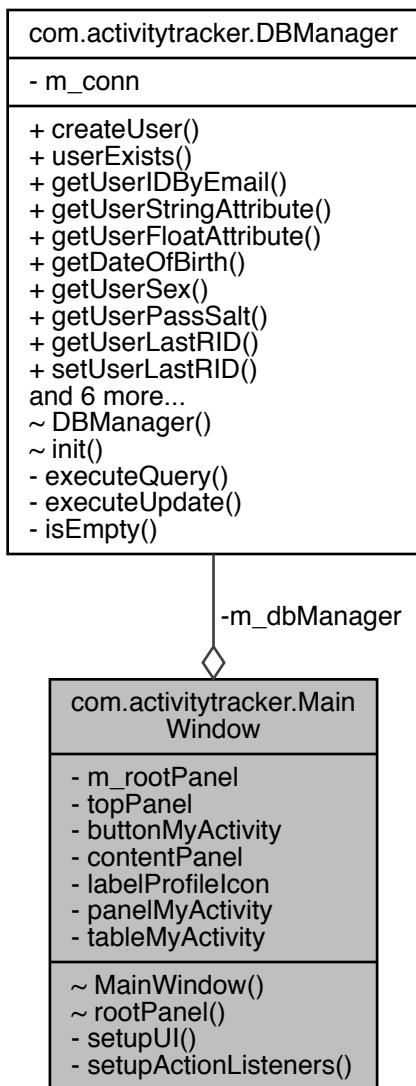 com.activitytracker.DBManager
- m_conn
+ createUser()
+ userExists()
+ getUserIDByEmail()
+ getUserStringAttribute()
+ getUserFloatAttribute()
+ getDateOfBirth()
+ getUserSex()
+ getUserPassSalt()
+ getUserLastRID()
+ setUserLastRID()
and 6 more...
~ DBManager()
~ init()
- executeQuery()
- executeUpdate()
- isEmpty()
-m_dbManager
com.activitytracker.Main
Window
- m_rootPanel
- topPanel
- buttonMyActivity
- contentPanel
- labelProfileIcon
- panelMyActivity
- tableMyActivity
~ MainWindow()
~ rootPanel()
- setupUI()
- setupActionListeners()